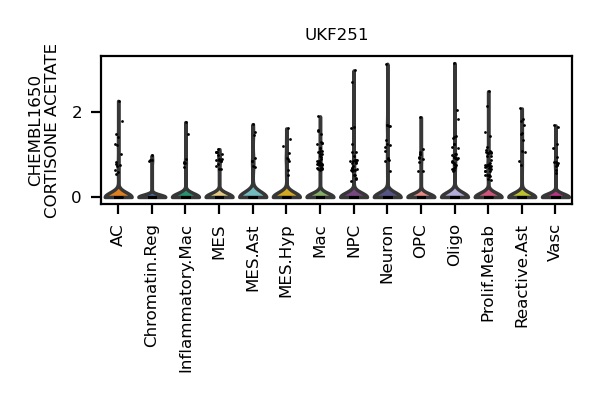 UKF251
CHEMBL1650
CORTISONE ACETATE
2
0
AC
Chromatin.Reg
Inflammatory.Mac
MES
MES.Ast
MES.Hyp
Mac
NPC
Neuron
OPC
Oligo
Prolif.Metab
Reactive.Ast
Vasc